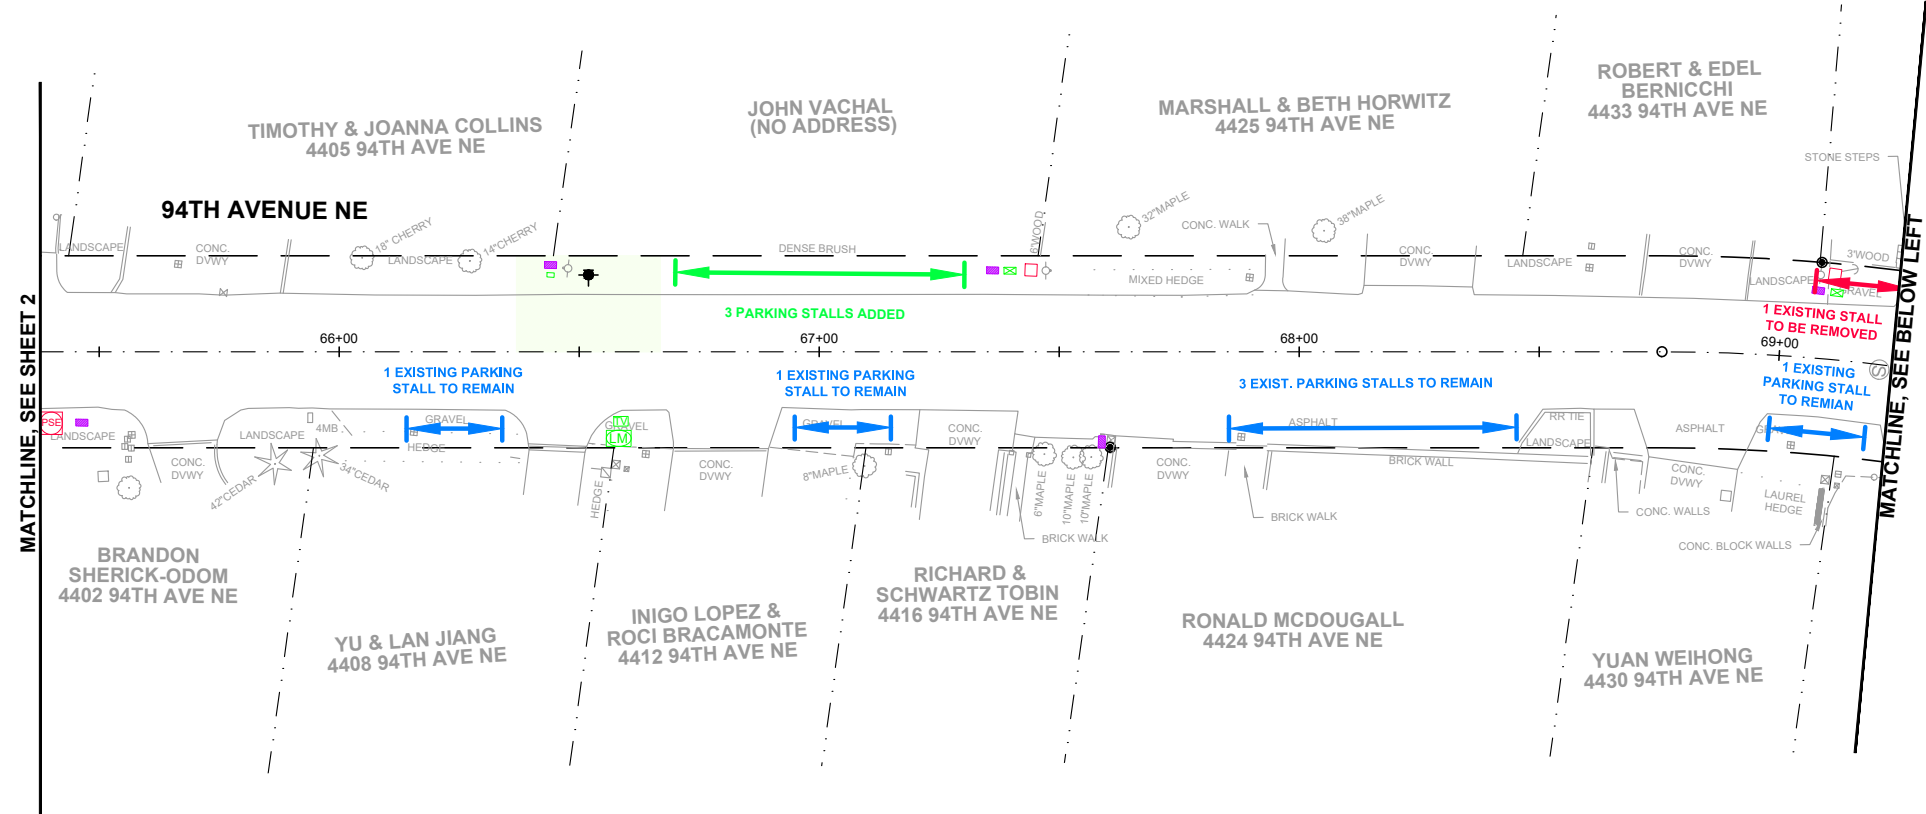 ROBERT & EDEL
BERNICCHI
4433 94TH AVE NE
MARSHALL & BETH HORWITZ
4425 94TH AVE NE
JOHN VACHAL
(NO ADDRESS)
TIMOTHY & JOANNA COLLINS
4405 94TH AVE NE
STONE STEPS
94TH AVENUE NE
LANDSCAPE
CONC.
DVWY
18" CHERRY
LANDSCAPE
14"CHERRY
DENSE BRUSH
6'WOOD
32"MAPLE
CONC. WALK
38"MAPLE
MIXED HEDGE
CONC.
DVWY
LANDSCAPE
CONC.
DVWY
3'WOOD
LANDSCAPE
GRAVEL
3 PARKING STALLS ADDED
1 EXISTING STALL
TO BE REMOVED
66+00
67+00
68+00
69+00
S
1 EXISTING PARKING
STALL TO REMAIN
1 EXISTING PARKING
STALL TO REMAIN
3 EXIST. PARKING STALLS TO REMAIN
1 EXISTING
PARKING STALL
TO REMIAN
MATCHLINE, SEE SHEET 2
MATCHLINE, SEE BELOW LEFT
PSE
LANDSCAPE
CONC.
DVWY
LANDSCAPE
4MB
42"CEDAR
34"CEDAR
GRAVEL
HEDGE
TV
GRAVEL
LM
HEDGE
CONC.
DVWY
GRAVEL
8"MAPLE
CONC.
DVWY
6"MAPLE
10"MAPLE
10"MAPLE
BRICK WALK
CONC.
DVWY
ASPHALT
BRICK WALL
BRICK WALK
RR TIE
LANDSCAPE
ASPHALT
CONC. WALLS
CONC.
DVWY
LAUREL
HEDGE
CONC. BLOCK WALLS
BRANDON
SHERICK-ODOM
4402 94TH AVE NE
YU & LAN JIANG
4408 94TH AVE NE
INIGO LOPEZ &
ROCI BRACAMONTE
4412 94TH AVE NE
RICHARD &
SCHWARTZ TOBIN
4416 94TH AVE NE
RONALD MCDOUGALL
4424 94TH AVE NE
YUAN WEIHONG
4430 94TH AVE NE